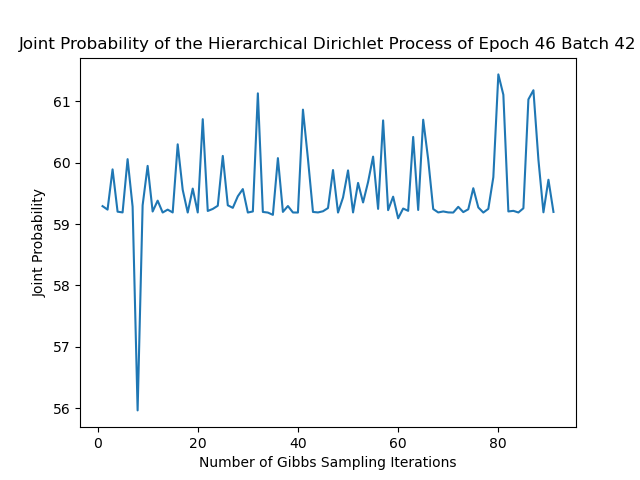 Joint Probability of the Hierarchical Dirichlet Process of Epoch 46 Batch 42
61
60
59
58
57
56
Joint Probability
0 20 40 60 80
Number of Gibbs Sampling Iterations